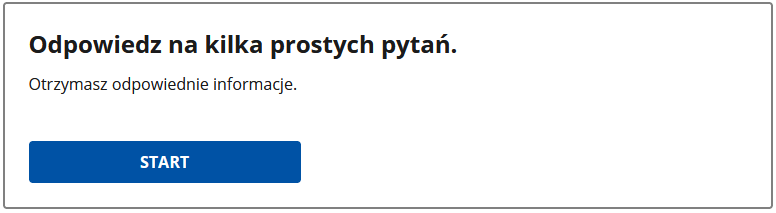 Odpowiedz na kilka prostych pytań.
Otrzymasz odpowiednie informacje.
START